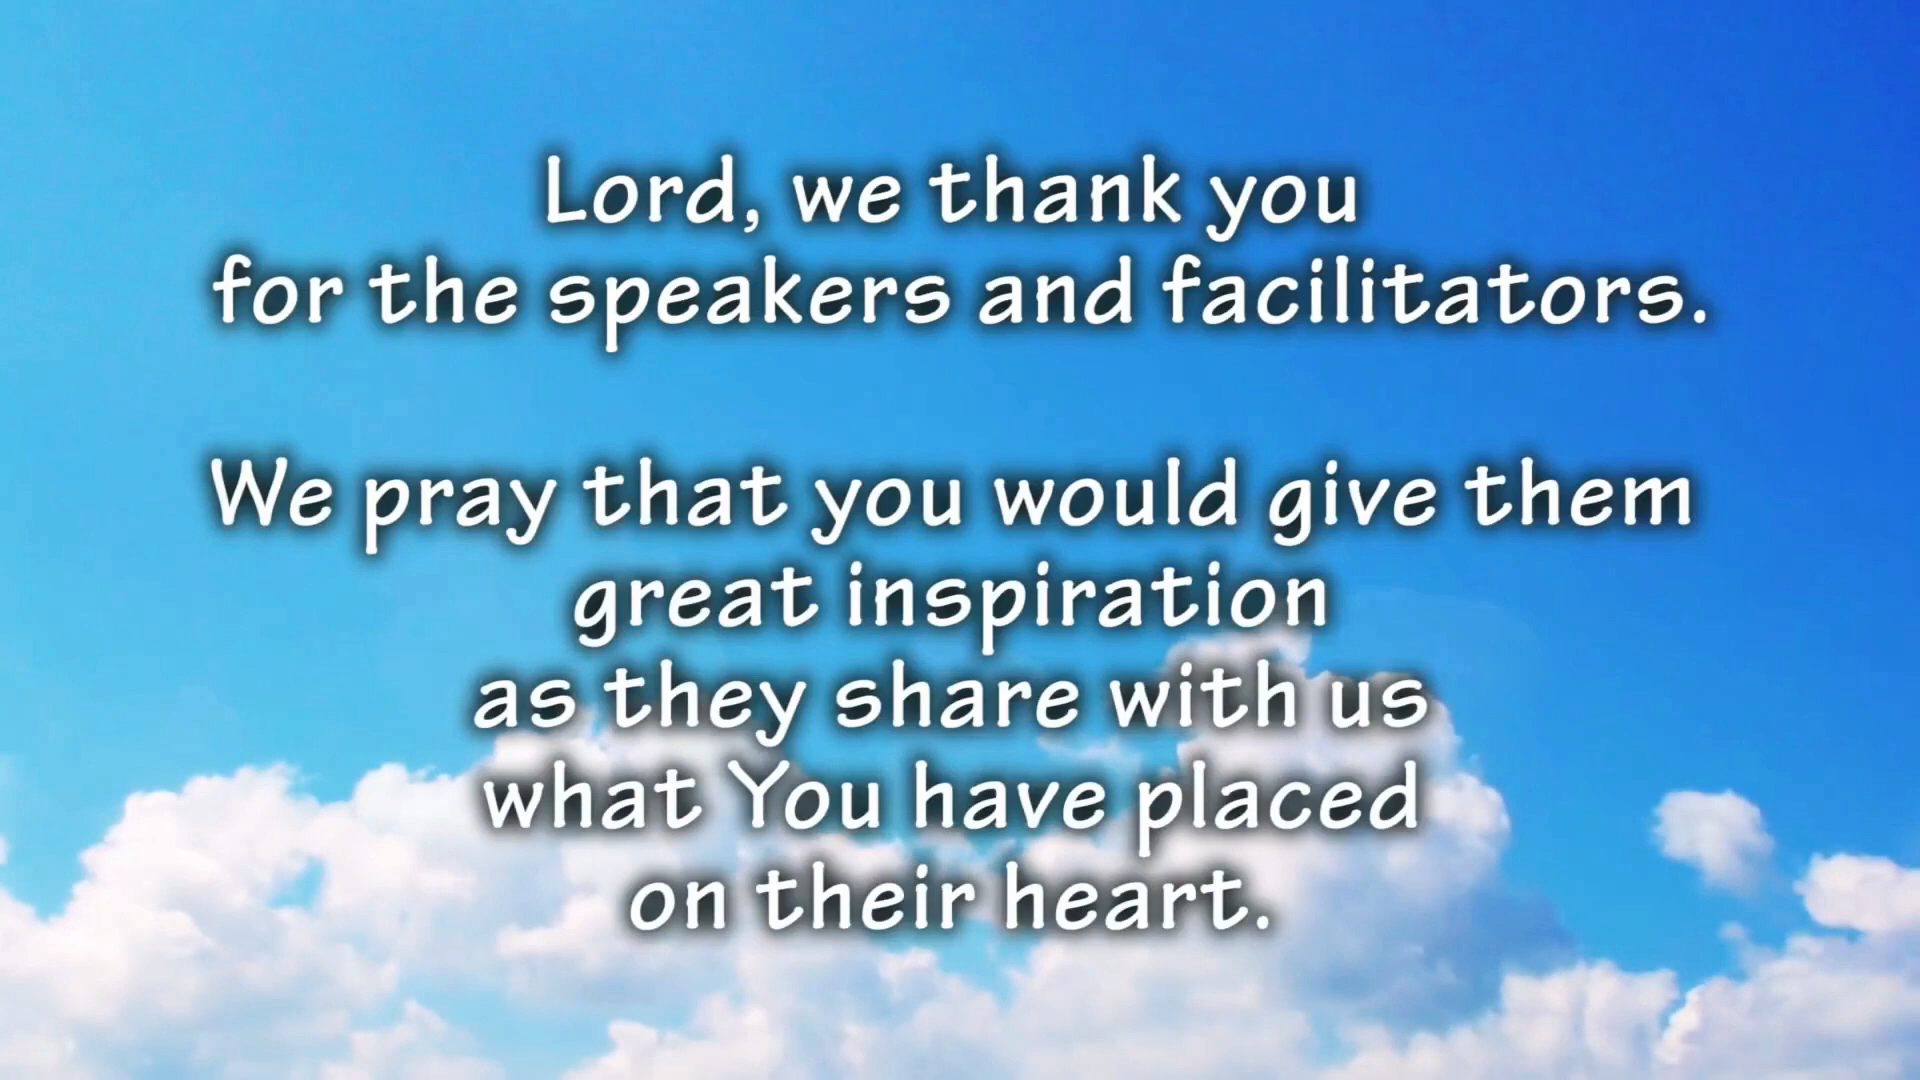 Lord, we thank you
for the speakers and facilitators.
We pray that you would give them
great inspiration
as they share with us
what You have placed
on their heart.